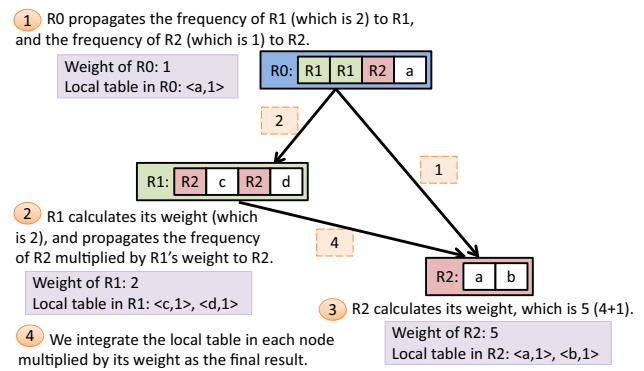 1 R0 propagates the frequency of R1 (which is 2) to R1,
and the frequency of R2 (which is 1) to R2.
Weight of R0: 1
Local table in R0: <a,1>
R0: R1 R1 R2 a
2
1
R1: R2 c R2 d
4
2 R1 calculates its weight (which
is 2), and propagates the frequency
of R2 multiplied by R1's weight to R2.
Weight of R1: 2
Local table in R1: <c,1>, <d,1>
R2: a b
3 R2 calculates its weight, which is 5 (4+1).
Weight of R2: 5
Local table in R2: <a,1>, <b,1>
4 We integrate the local table in each node
multiplied by its weight as the final result.